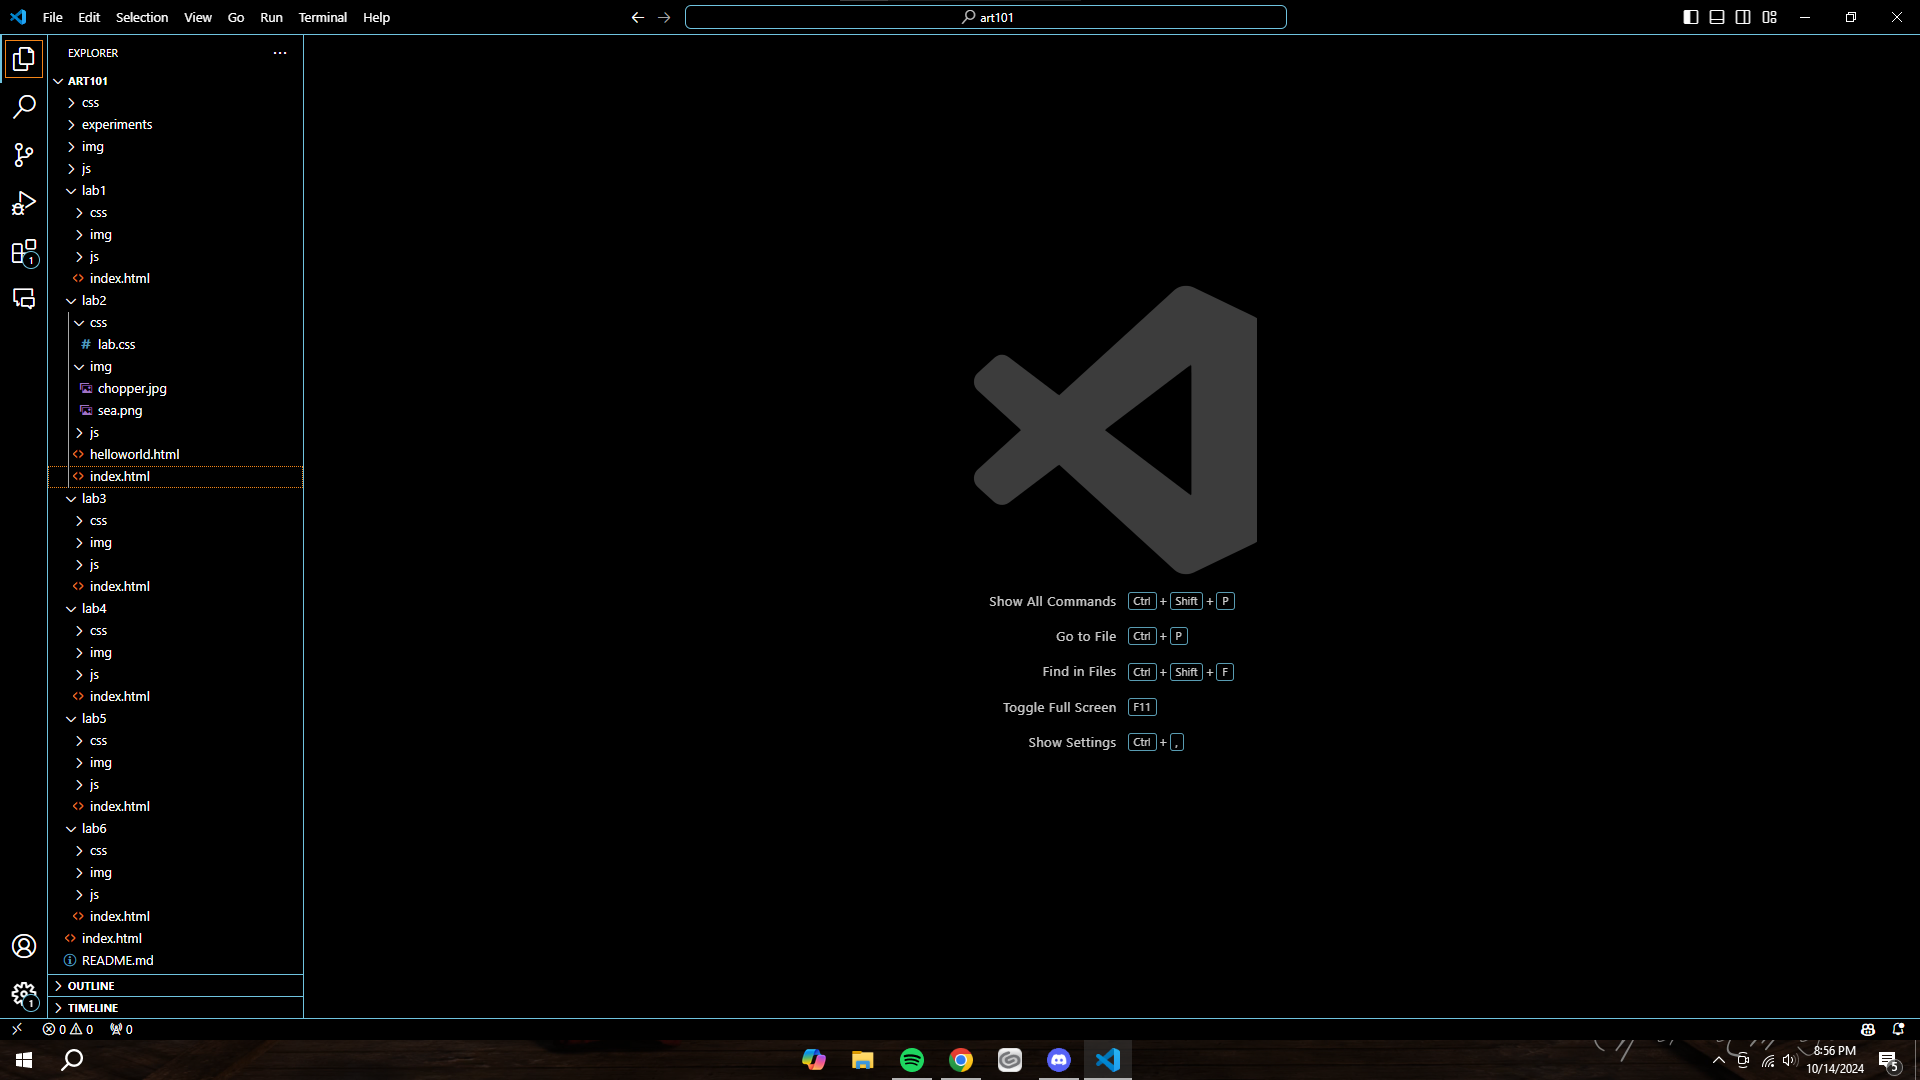 File Edit Selection View Go Run Terminal Help
art101
EXPLORER
ART101
css
experiments
img
js
lab1
css
img
js
index.html
lab2
css
# lab.css
img
chopper.jpg
sea.png
js
helloworld.html
index.html
lab3
css
img
js
index.html
lab4
css
img
js
index.html
lab5
css
img
js
index.html
lab6
css
img
js
index.html
index.html
README.md
OUTLINE
TIMELINE
1
1
Show All Commands Ctrl + Shift + P
Go to File Ctrl + P
Find in Files Ctrl + Shift + F
Toggle Full Screen F11
Show Settings Ctrl + ,
0 0 0
8:56 PM
10/14/2024
5